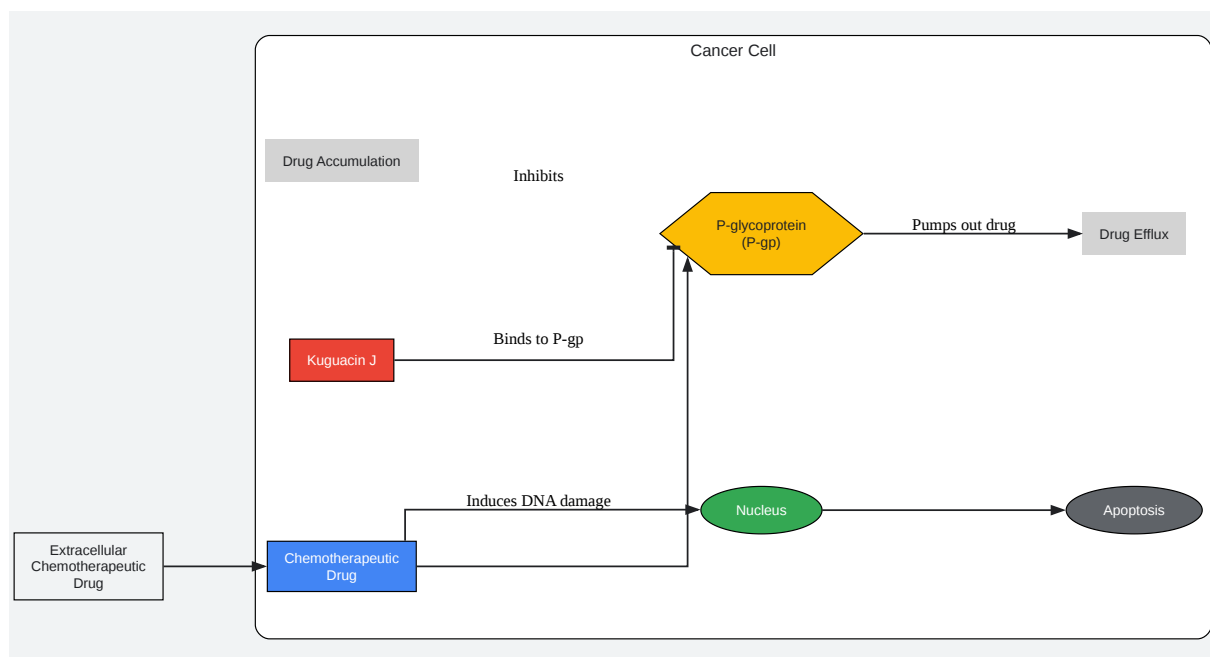 Cancer Cell
Drug Accumulation
Inhibits
P-glycoprotein
(P-gp)
Pumps out drug
Drug Efflux
Binds to P-gp
Kuguacin J
Induces DNA damage
Nucleus
Apoptosis
Extracellular
Chemotherapeutic
Drug
Chemotherapeutic
Drug